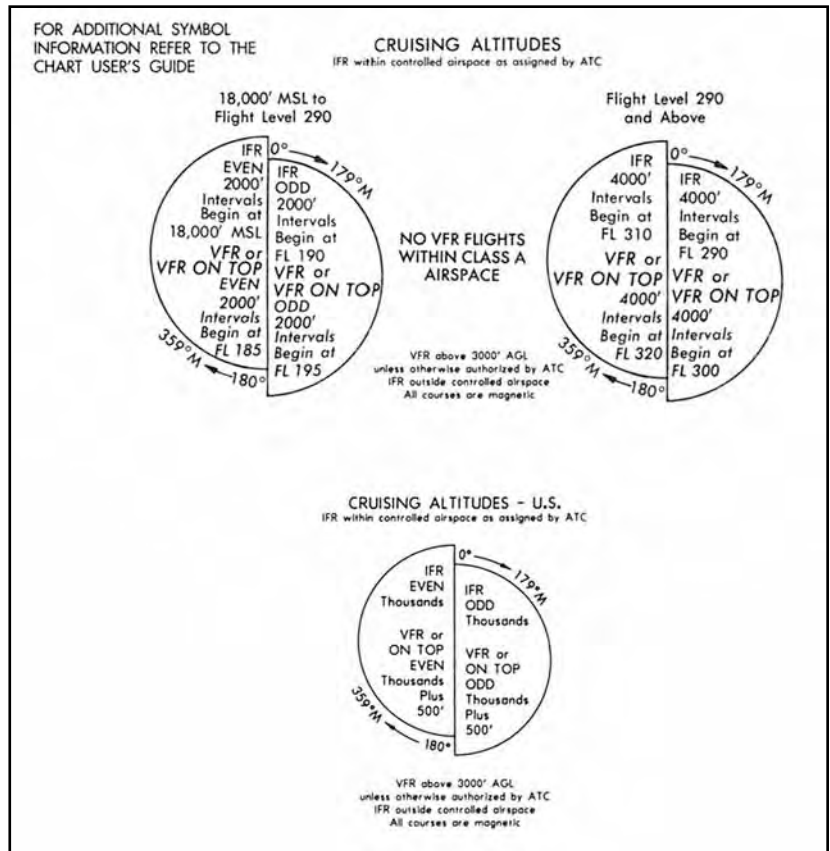 FOR ADDITIONAL SYMBOL
INFORMATION REFER TO THE
CHART USER'S GUIDE
CRUISING ALTITUDES
IFR within controlled airspace as assigned by ATC
18,000' MSL to
Flight Level 290
IFR
EVEN
2000'
Intervals
Begin at
18,000' MSL
VFR or
VFR ON TOP
EVEN
2000'
Intervals
Begin at
FL 185
359°M
180°
0°
179°M
IFR
ODD
2000'
Intervals
Begin at
FL 190
VFR or
VFR ON TOP
ODD
2000'
Intervals
Begin at
FL 195
NO VFR FLIGHTS
WITHIN CLASS A
AIRSPACE
VFR above 3000' AGL
unless otherwise authorized by ATC
IFR outside controlled airspace
All courses are magnetic
Flight Level 290
and Above
IFR
4000'
Intervals
Begin at
FL 310
VFR or
VFR ON TOP
4000'
Intervals
Begin at
FL 320
359°M
180°
0°
179°M
IFR
4000'
Intervals
Begin at
FL 290
VFR or
VFR ON TOP
4000'
Intervals
Begin at
FL 300
CRUISING ALTITUDES - U.S.
IFR within controlled airspace as assigned by ATC
IFR
EVEN
Thousands
VFR or
ON TOP
EVEN
Thousands
Plus
500'
359°M
180°
0°
179°M
IFR
ODD
Thousands
VFR or
ON TOP
ODD
Thousands
Plus
500'
VFR above 3000' AGL
unless otherwise authorized by ATC
IFR outside controlled airspace
All courses are magnetic